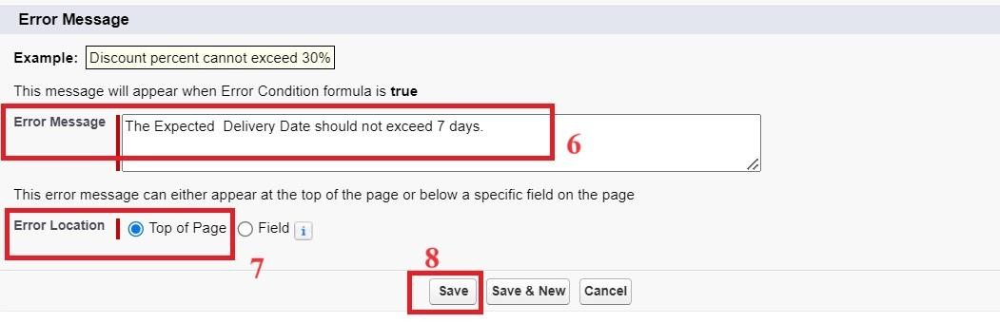 Error Message
Example: Discount percent cannot exceed 30%
This message will appear when Error Condition formula is true
Error Message The Expected  Delivery Date should not exceed 7 days.
6
This error message can either appear at the top of the page or below a specific field on the page
Error Location Top of Page Field i
7
8
Save Save & New Cancel